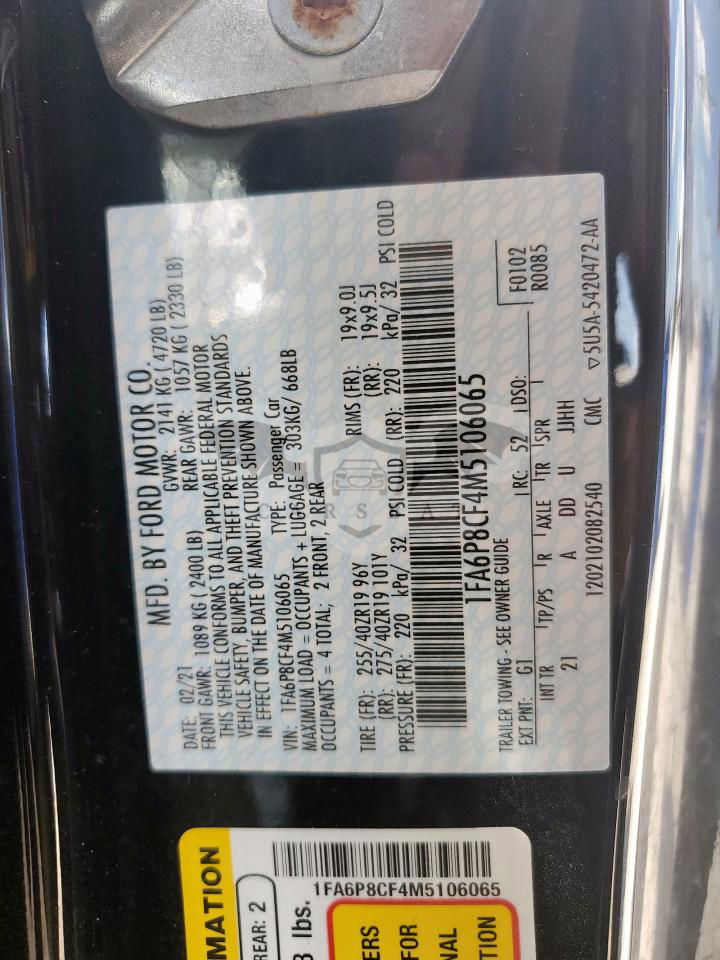 MFD. BY FORD MOTOR CO.
DATE: 02/21 GVWR: 2141 KG ( 4720 LB)
FRONT GAWR: 1089 KG ( 2400 LB) REAR GAWR: 1057 KG ( 2330 LB)
THIS VEHICLE CONFORMS TO ALL APPLICABLE FEDERAL MOTOR
VEHICLE SAFETY, BUMPER, AND THEFT PREVENTION STANDARDS
IN EFFECT ON THE DATE OF MANUFACTURE SHOWN ABOVE.
VIN: 1FA6P8CF4M5106065 TYPE: Passenger Car
MAXIMUM LOAD = OCCUPANTS + LUGGAGE = 303KG/ 668LB
OCCUPANTS = 4 TOTAL; 2 FRONT, 2 REAR
TIRE (FR): 255/40ZR19 96Y RIMS (FR): 19x9.0J
(RR): 275/40ZR19 101Y (RR): 19x9.5J
PRESSURE (FR): 220 kPa/ 32 PSI COLD (RR): 220 kPa/ 32 PSI COLD
1FA6P8CF4M5106065
TRAILER TOWING - SEE OWNER GUIDE F0102
EXT PNT: G1 RC: 52 DSO: R0085
INT TR TP/PS R AXLE TR SPR
21 A DD U JJHH
1202102082540 CMC ▽5U5A-5420472-AA
MATION
REAR: 2
1FA6P8CF4M5106065
lbs.
FOR